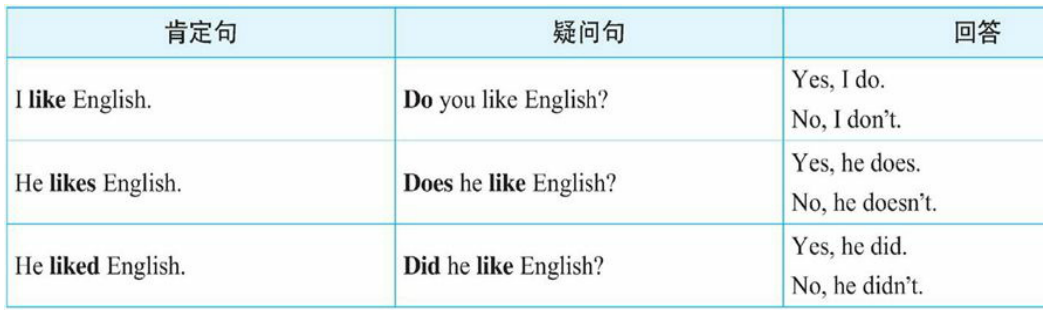 肯定句 疑问句 回答
I like English. Do you like English? Yes, I do.
No, I don't.
He likes English. Does he like English? Yes, he does.
No, he doesn't.
He liked English. Did he like English? Yes, he did.
No, he didn't.